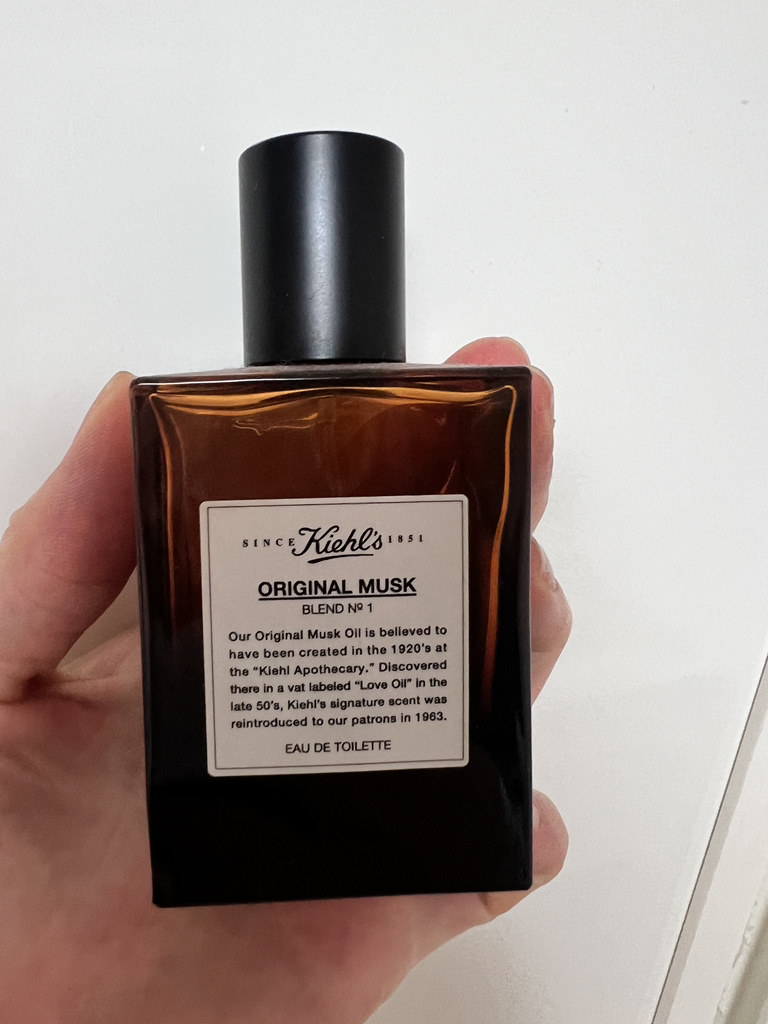 SINCE Kiehl's 1851
ORIGINAL MUSK
BLEND Nº 1
Our Original Musk Oil is believed to
have been created in the 1920's at
the "Kiehl Apothecary." Discovered
there in a vat labeled "Love Oil" in the
late 50's, Kiehl's signature scent was
reintroduced to our patrons in 1963.
EAU DE TOILETTE